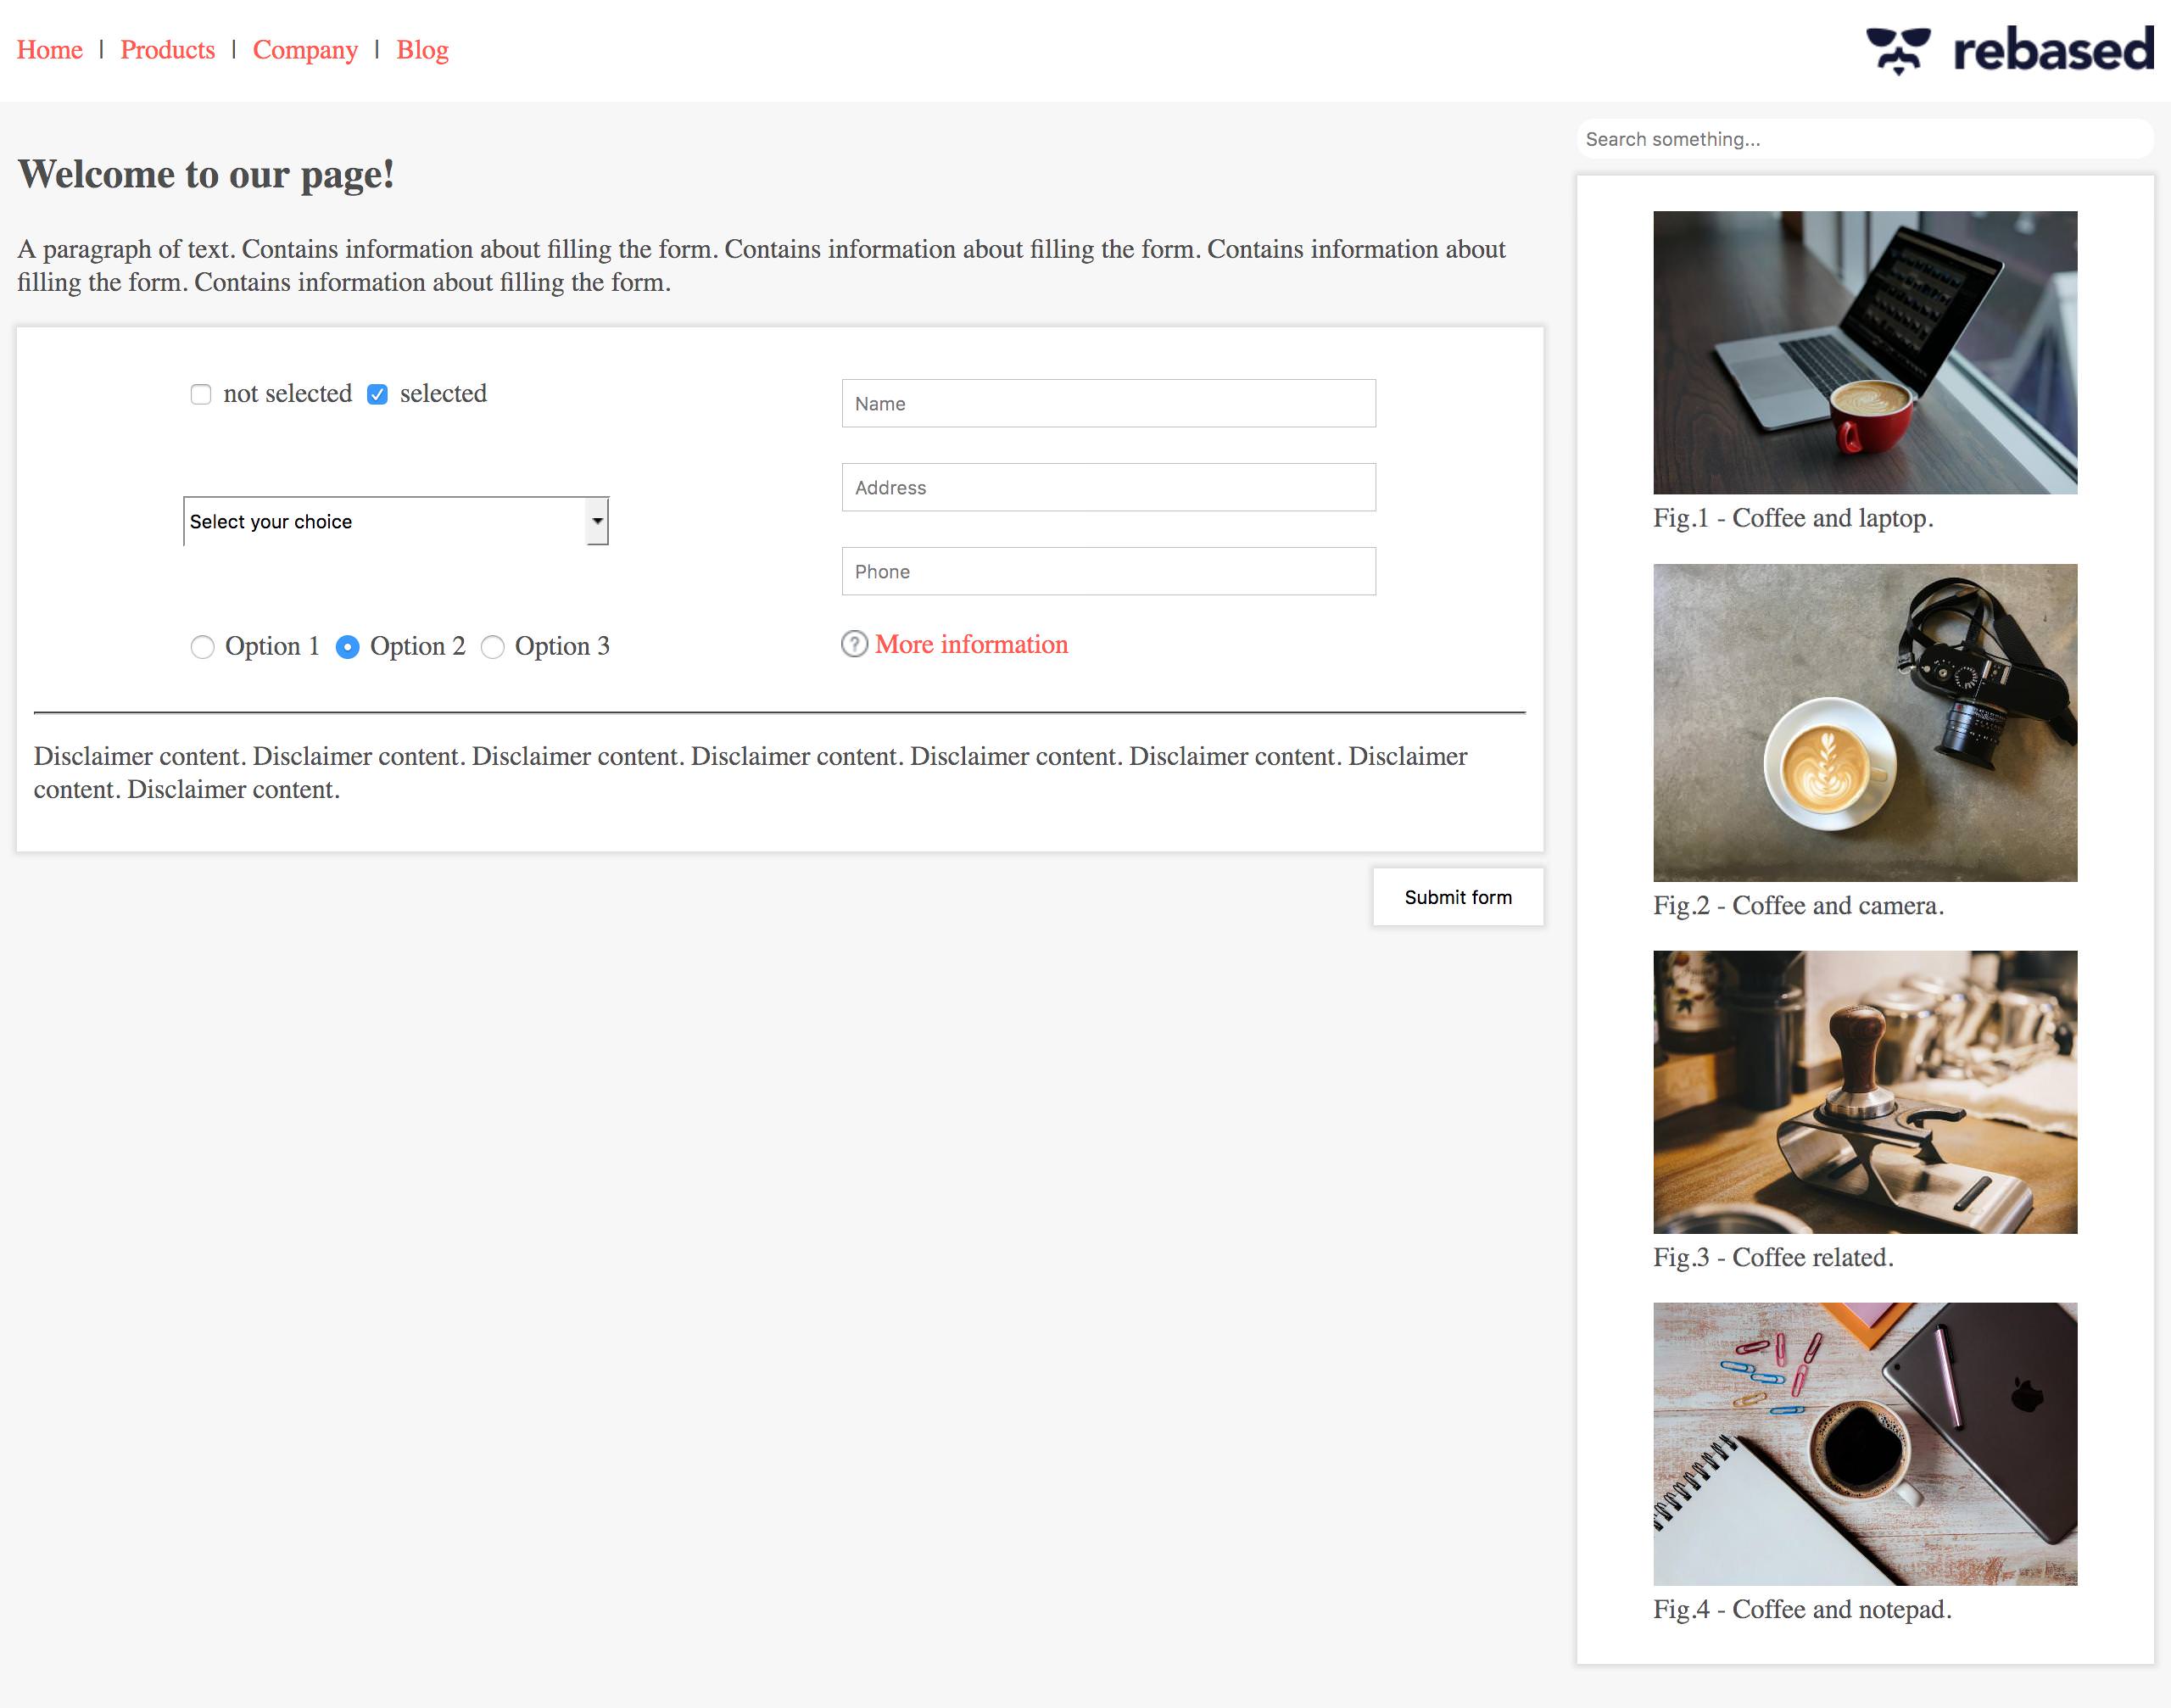 Home | Products | Company | Blog
rebased
Search something...
Welcome to our page!
A paragraph of text. Contains information about filling the form. Contains information about filling the form. Contains information about
filling the form. Contains information about filling the form.
not selected selected
Select your choice
Option 1 Option 2 Option 3
Name
Address
Phone
? More information
Disclaimer content. Disclaimer content. Disclaimer content. Disclaimer content. Disclaimer content. Disclaimer content. Disclaimer
content. Disclaimer content.
Submit form
Fig.1 - Coffee and laptop.
Fig.2 - Coffee and camera.
Fig.3 - Coffee related.
Fig.4 - Coffee and notepad.